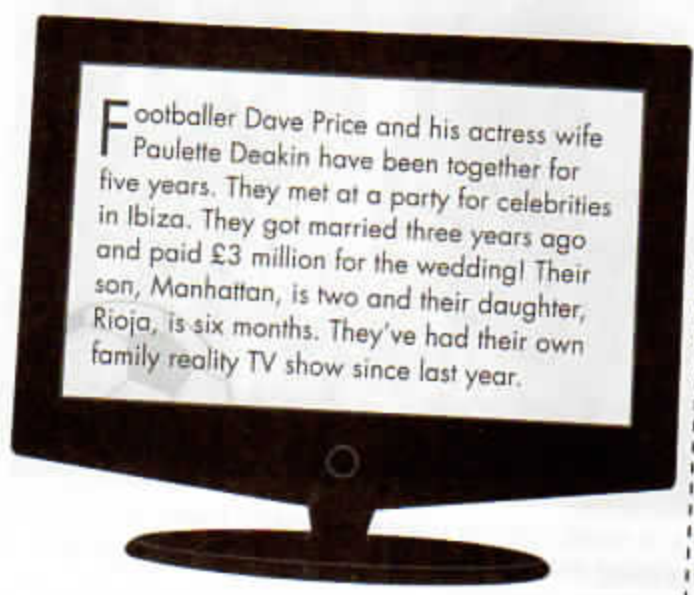 Footballer Dave Price and his actress wife
Paulette Deakin have been together for
five years. They met at a party for celebrities
in Ibiza. They got married three years ago
and paid £3 million for the wedding! Their
son, Manhattan, is two and their daughter,
Rioja, is six months. They've had their own
family reality TV show since last year.